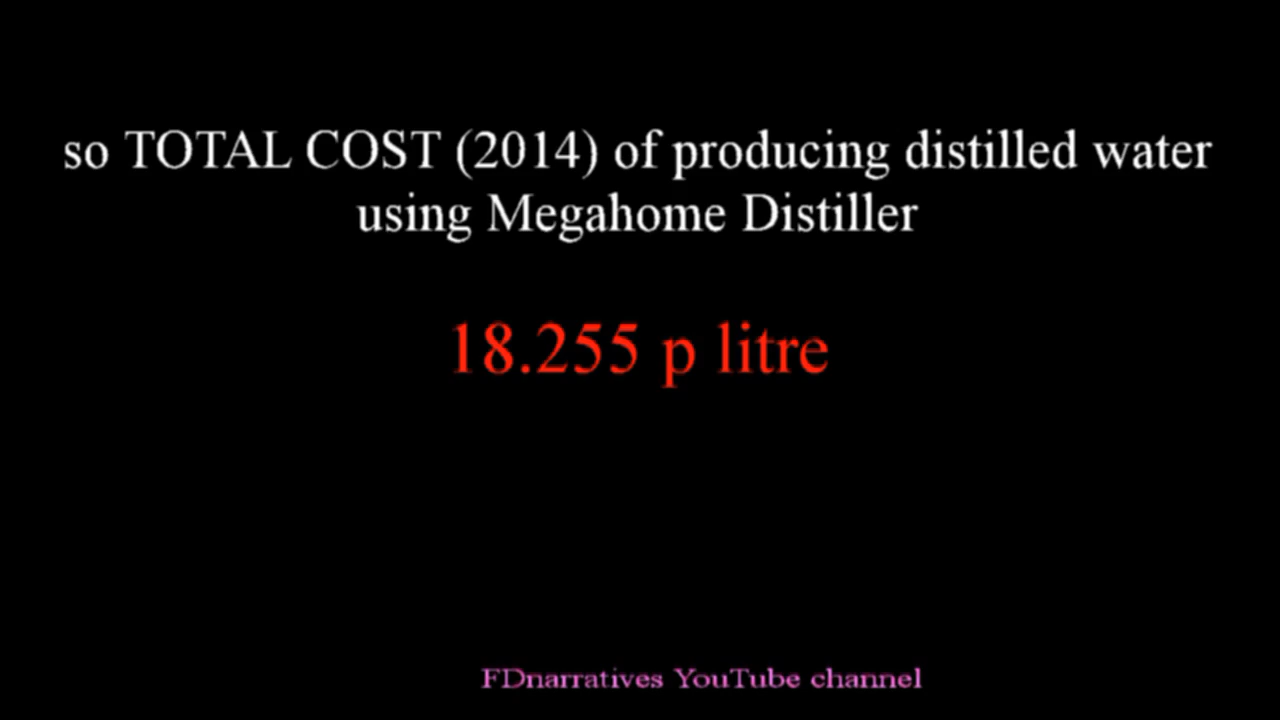 so TOTAL COST (2014) of producing distilled water
using Megahome Distiller
18.255 p litre
FDnarratives YouTube channel